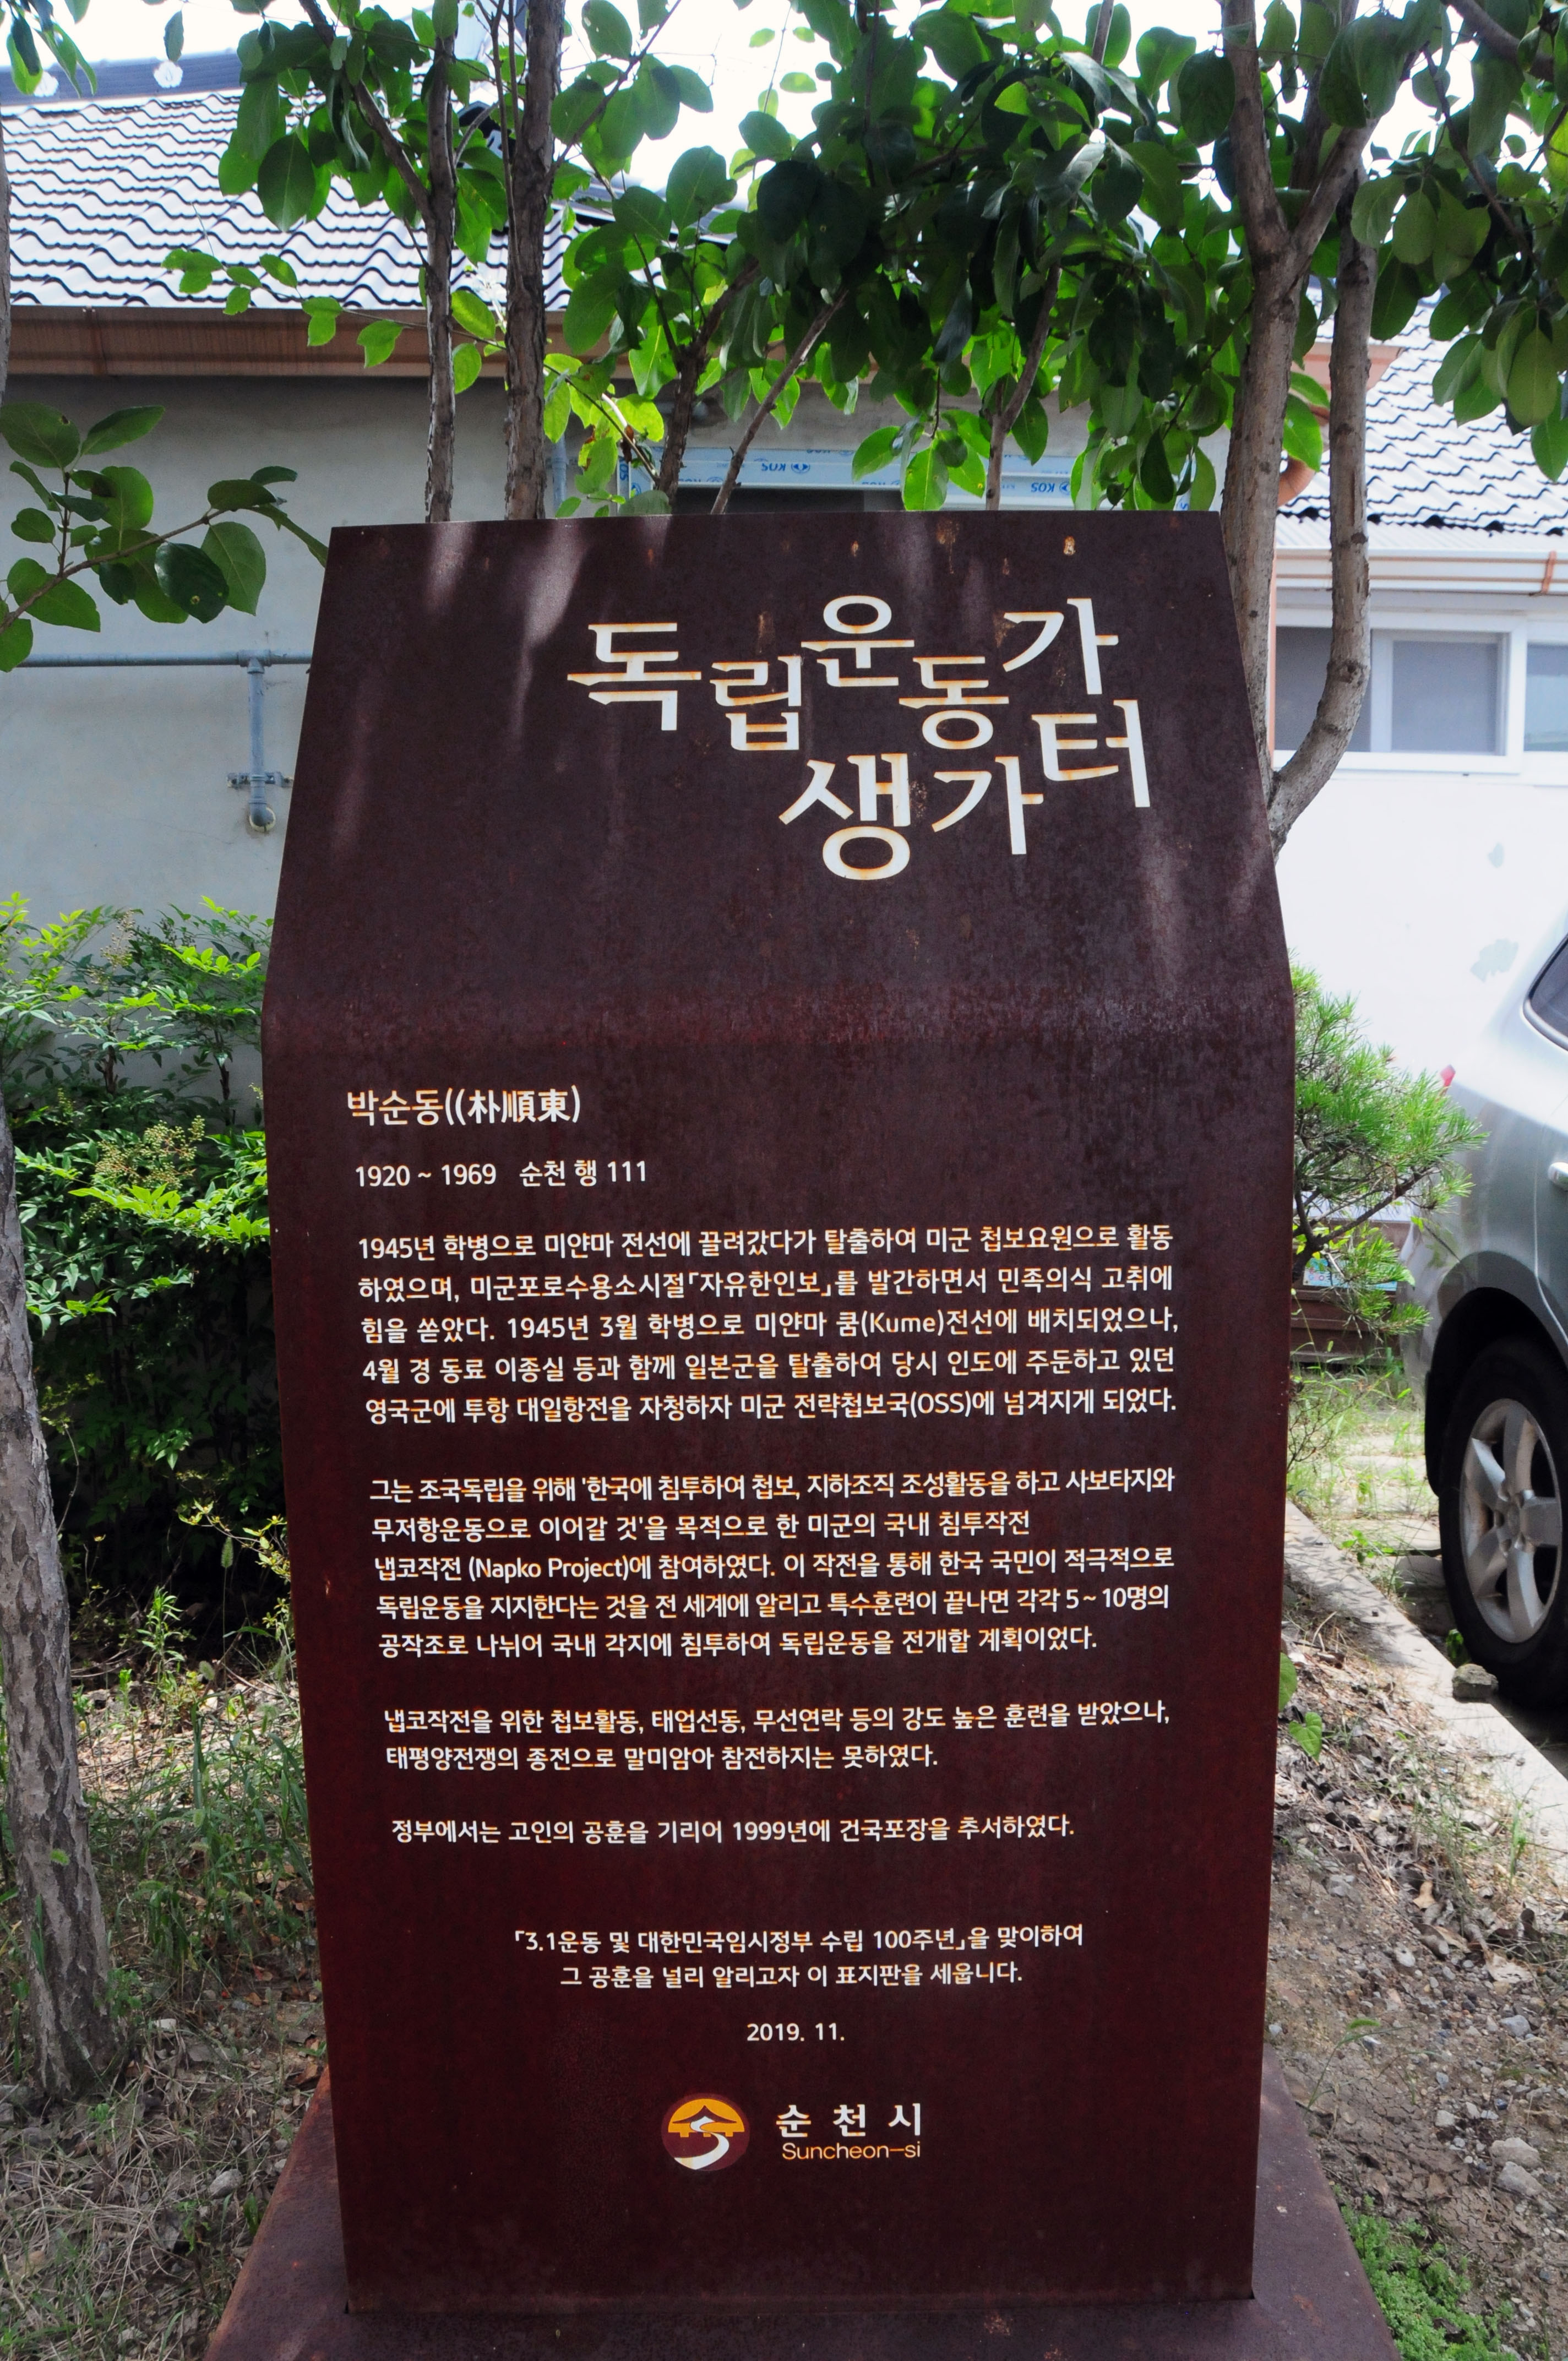 KOS
KOS
독립운동가
생가터
박순동((朴順東)
1920 ~ 1969 순천 행 111
1945년 학병으로 미얀마 전선에 끌려갔다가 탈출하여 미군 첩보요원으로 활동
하였으며, 미군포로수용소시절「자유한인보」를 발간하면서 민족의식 고취에
힘을 쏟았다. 1945년 3월 학병으로 미얀마 쿰(Kume)전선에 배치되었으나,
4월 경 동료 이종실 등과 함께 일본군을 탈출하여 당시 인도에 주둔하고 있던
영국군에 투항 대일항전을 자청하자 미군 전략첩보국(OSS)에 넘겨지게 되었다.
그는 조국독립을 위해 '한국에 침투하여 첩보, 지하조직 조성활동을 하고 사보타지와
무저항운동으로 이어갈 것'을 목적으로 한 미군의 국내 침투작전
냅코작전 (Napko Project)에 참여하였다. 이 작전을 통해 한국 국민이 적극적으로
독립운동을 지지한다는 것을 전 세계에 알리고 특수훈련이 끝나면 각각 5~10명의
공작조로 나뉘어 국내 각지에 침투하여 독립운동을 전개할 계획이었다.
냅코작전을 위한 첩보활동, 태업선동, 무선연락 등의 강도 높은 훈련을 받았으나,
태평양전쟁의 종전으로 말미암아 참전하지는 못하였다.
정부에서는 고인의 공훈을 기리어 1999년에 건국포장을 추서하였다.
「3.1운동 및 대한민국임시정부 수립 100주년」을 맞이하여
그 공훈을 널리 알리고자 이 표지판을 세웁니다.
2019. 11.
순천시
Suncheon-si